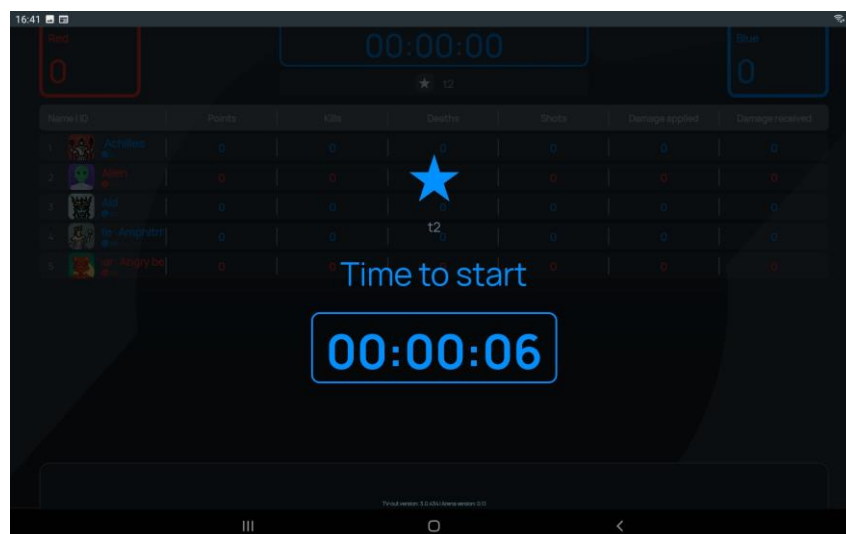 16:41
Red
00:00:00
Blue
0
0
t2
Name | ID
Points
Kills
Deaths
Shots
Damage applied
Damage received
1
Achilles
0
0
0
0
0
0
2
Alien
0
0
0
0
0
3
Aid
0
0
0
0
0
0
4
Amphitri
0
0
0
0
0
t2
5
Angry be
0
0
0
0
0
Time to start
00:00:06